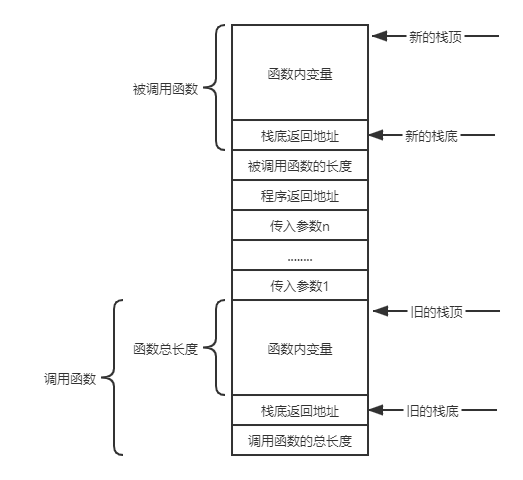 新的栈顶
函数内变量
被调用函数
栈底返回地址
新的栈底
被调用函数的长度
程序返回地址
传入参数n
........
传入参数1
旧的栈顶
函数总长度
函数内变量
调用函数
栈底返回地址
旧的栈底
调用函数的总长度